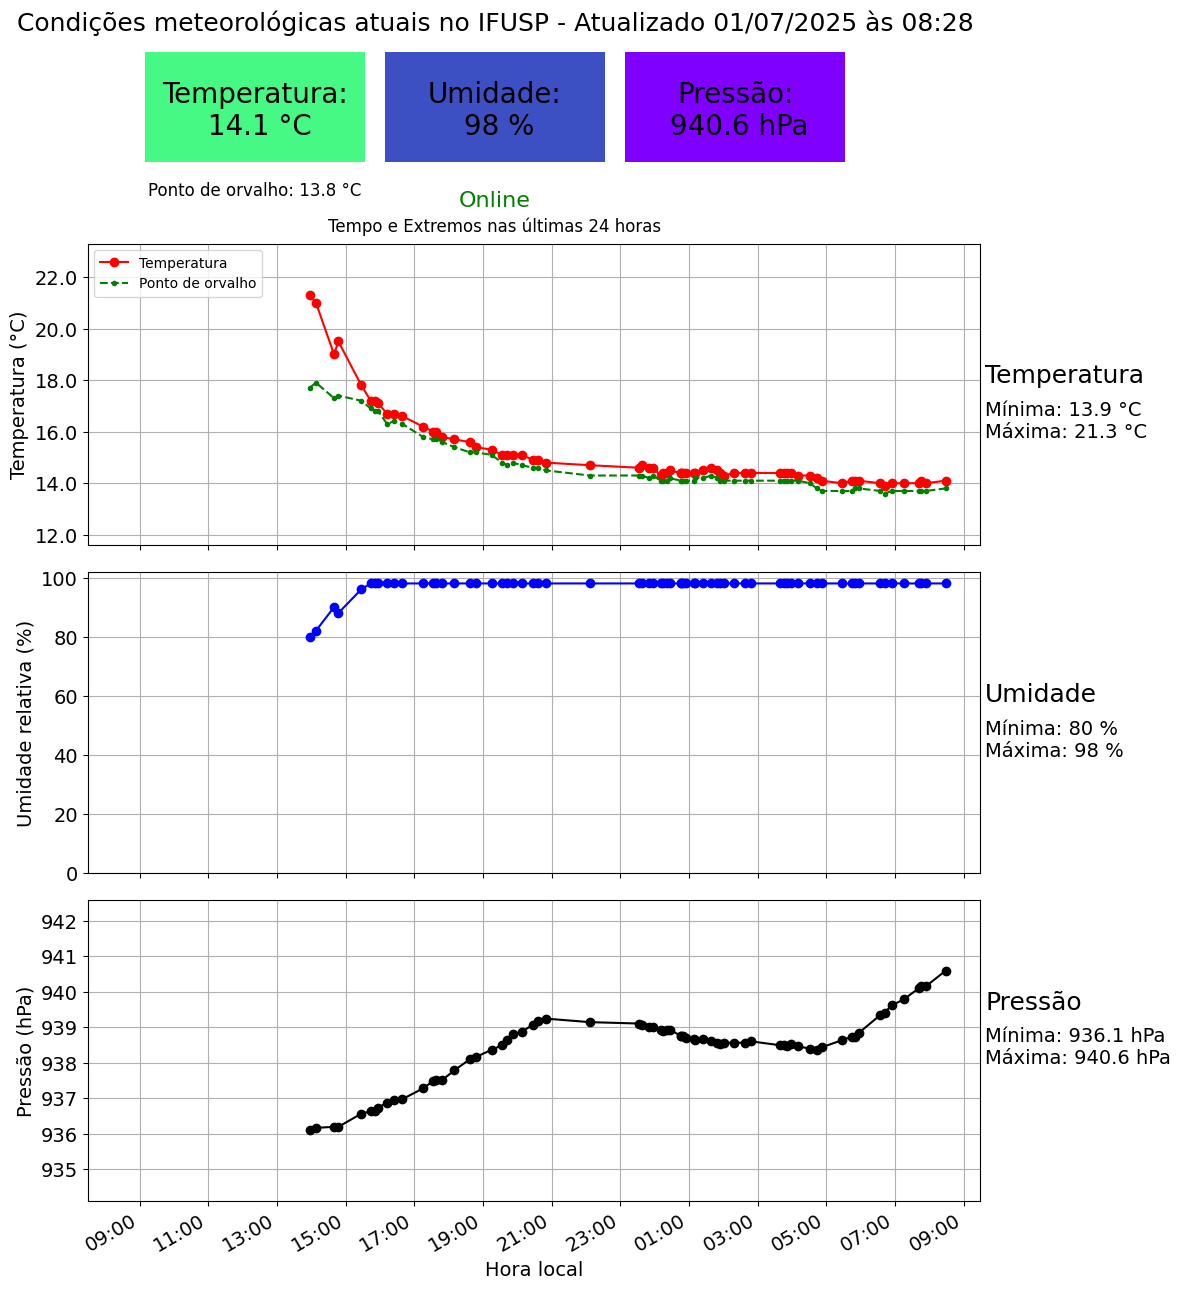 Condições meteorológicas atuais no IFUSP - Atualizado 01/07/2025 às 08:28
Temperatura:
14.1 °C
Umidade:
98 %
Pressão:
940.6 hPa
Ponto de orvalho: 13.8 °C
Online
Tempo e Extremos nas últimas 24 horas
Temperatura
Ponto de orvalho
Temperatura (°C)
22.0
20.0
18.0
16.0
14.0
12.0
Temperatura
Mínima: 13.9 °C
Máxima: 21.3 °C
Umidade relativa (%)
100
80
60
40
20
0
Umidade
Mínima: 80 %
Máxima: 98 %
Pressão (hPa)
942
941
940
939
938
937
936
935
Pressão
Mínima: 936.1 hPa
Máxima: 940.6 hPa
09:00 11:00 13:00 15:00 17:00 19:00 21:00 23:00 01:00 03:00 05:00 07:00 09:00
Hora local